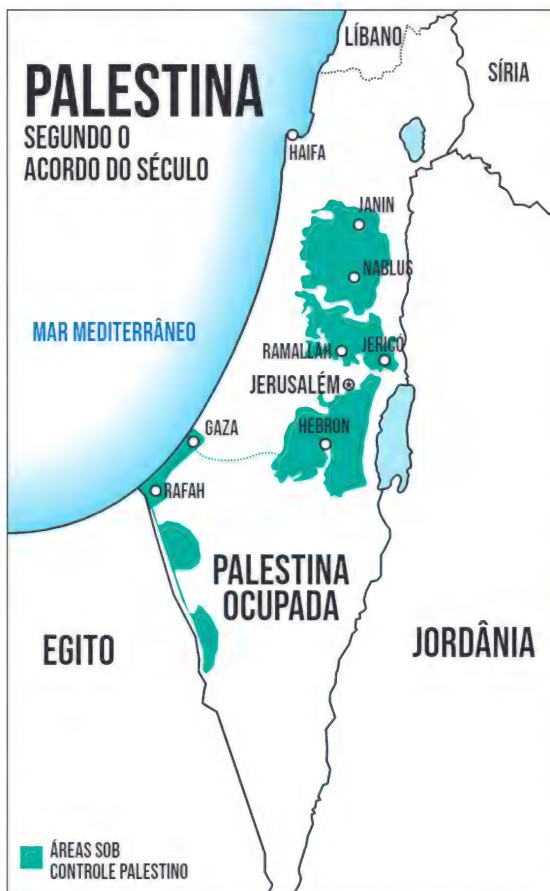 PALESTINA
SEGUNDO O
ACORDO DO SÉCULO
LÍBANO
SÍRIA
HAIFA
JANIN
NABLUS
MAR MEDITERRÂNEO
RAMALLAH
JERICÓ
JERUSALÉM
GAZA
HEBRON
RAFAH
PALESTINA
OCUPADA
EGITO
JORDÂNIA
ÁREAS SOB
CONTROLE PALESTINO